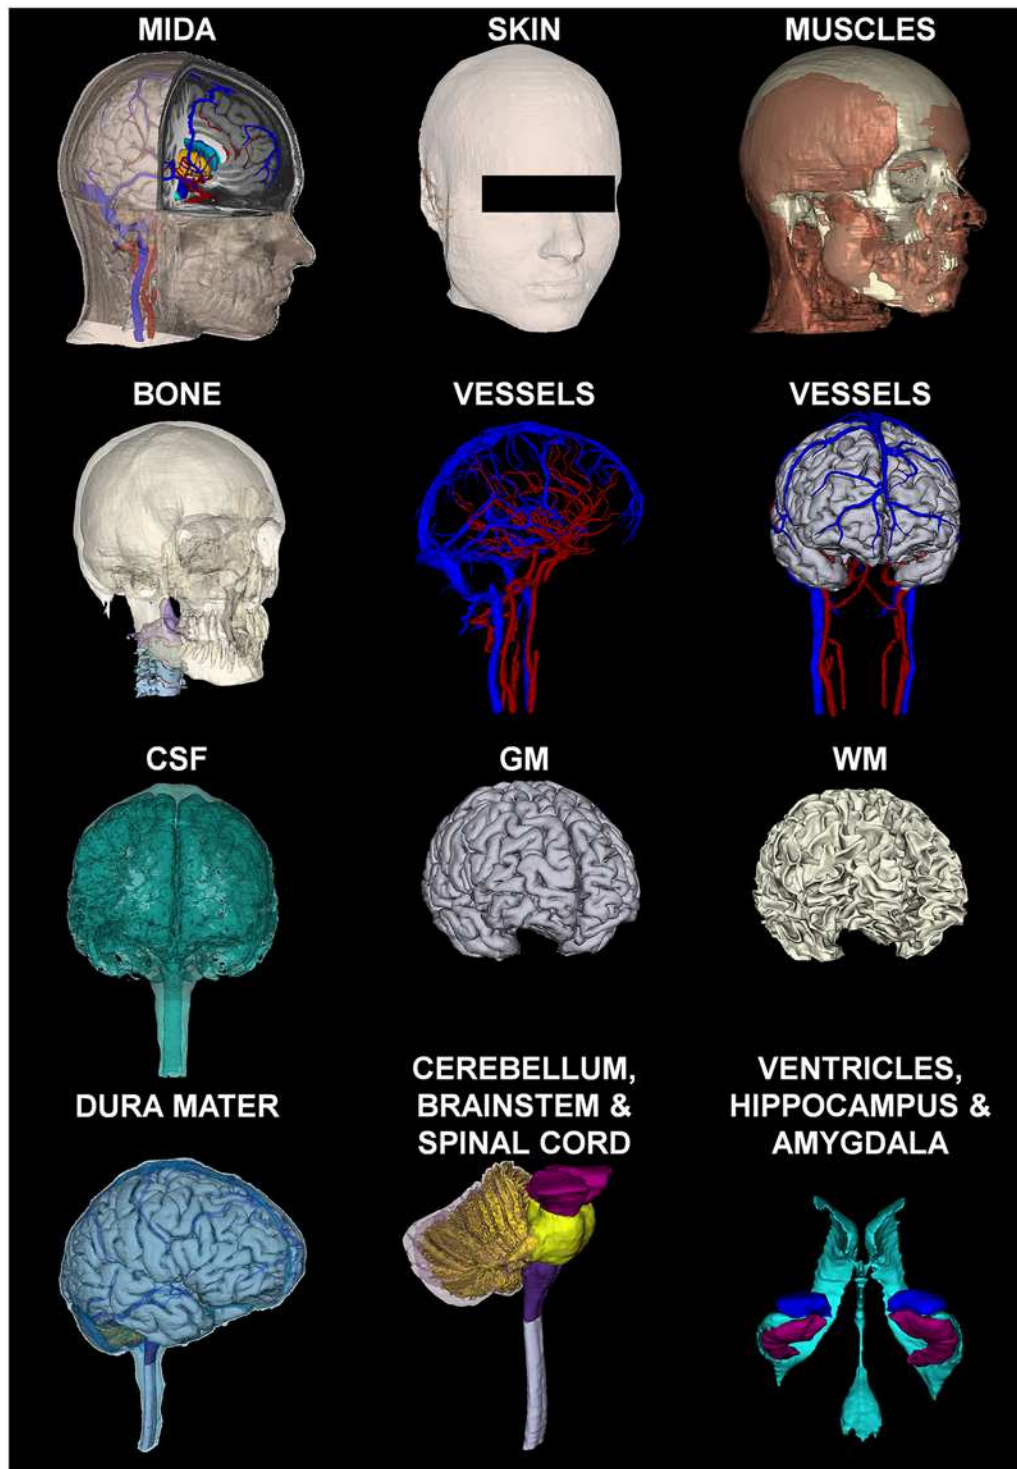 MIDA
SKIN
MUSCLES
BONE
VESSELS
VESSELS
CSF
GM
WM
DURA MATER
CEREBELLUM,
BRAINSTEM &
SPINAL CORD
VENTRICLES,
HIPPOCAMPUS &
AMYGDALA